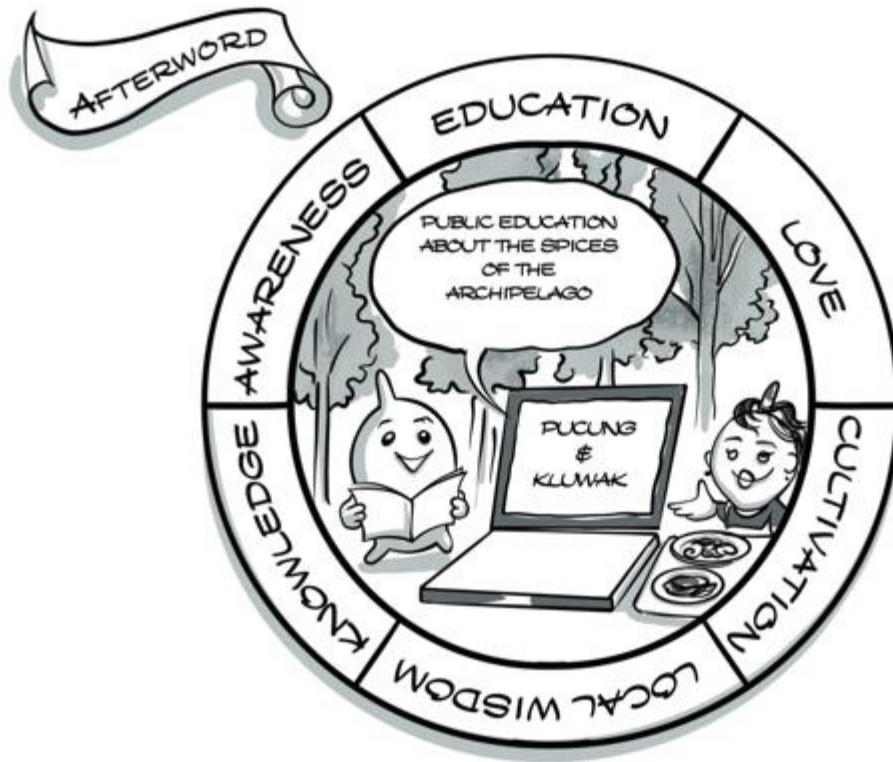 AFTERWORD
EDUCATION
LOVE
CULTIVATION
LOCAL WISDOM
KNOWLEDGE
AWARENESS
PUBLIC EDUCATION
ABOUT THE SPICES
OF THE
ARCHIPELAGO
PUCUNG
&
KLUWAK